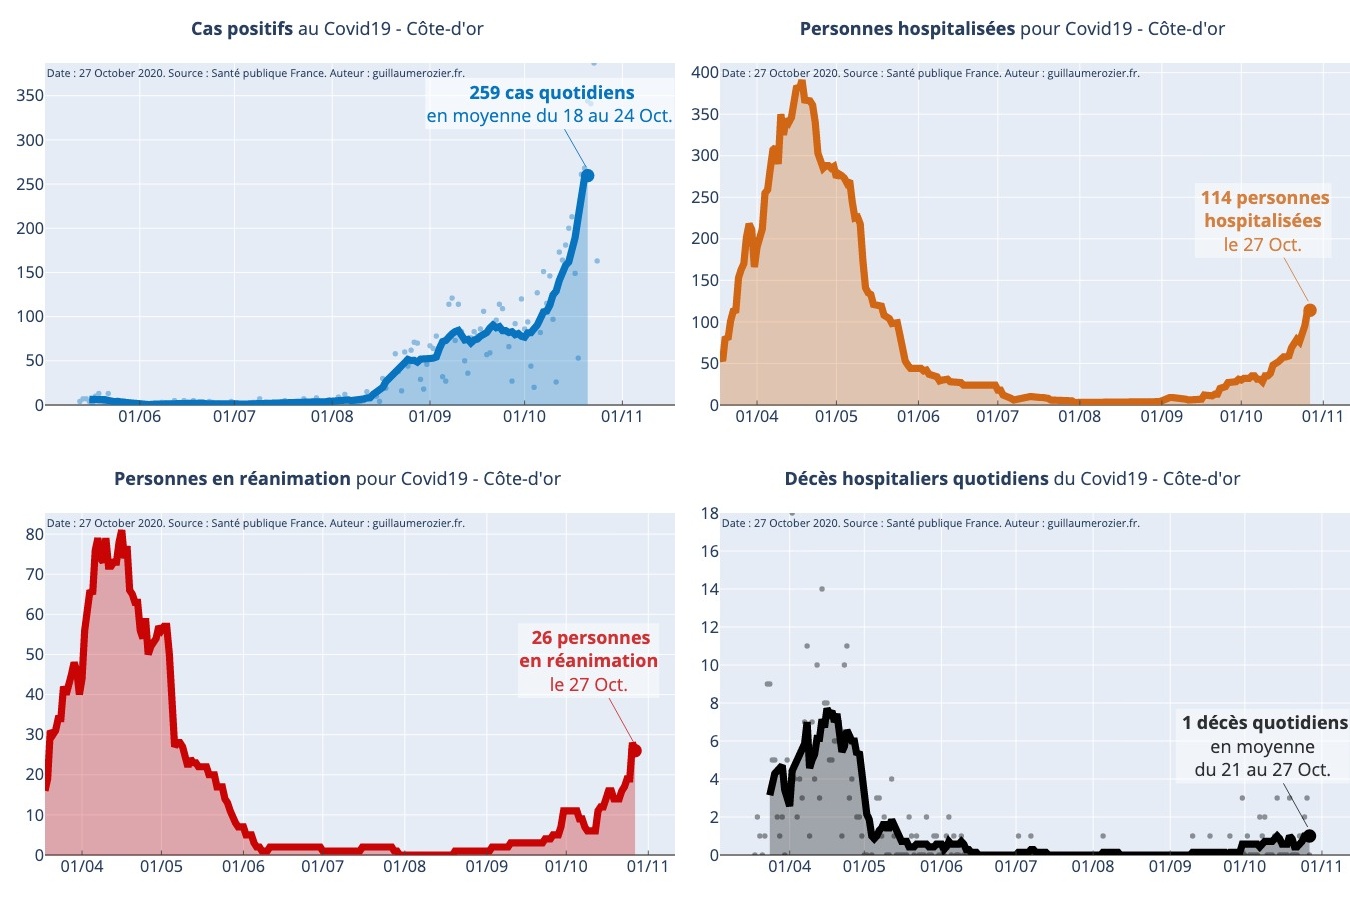 Cas positifs au Covid19 - Côte-d'or
Date : 27 October 2020. Source : Santé publique France. Auteur : guillaumerozier.fr.
259 cas quotidiens
en moyenne du 18 au 24 Oct.
350
300
250
200
150
100
50
0
01/06 01/07 01/08 01/09 01/10 01/11
Personnes hospitalisées pour Covid19 - Côte-d'or
Date : 27 October 2020. Source : Santé publique France. Auteur : guillaumerozier.fr.
114 personnes
hospitalisées
le 27 Oct.
400
350
300
250
200
150
100
50
0
01/04 01/05 01/06 01/07 01/08 01/09 01/10 01/11
Personnes en réanimation pour Covid19 - Côte-d'or
Date : 27 October 2020. Source : Santé publique France. Auteur : guillaumerozier.fr.
26 personnes
en réanimation
le 27 Oct.
80
70
60
50
40
30
20
10
0
01/04 01/05 01/06 01/07 01/08 01/09 01/10 01/11
Décès hospitaliers quotidiens du Covid19 - Côte-d'or
Date : 27 October 2020. Source : Santé publique France. Auteur : guillaumerozier.fr.
1 décès quotidiens
en moyenne
du 21 au 27 Oct.
18
16
14
12
10
8
6
4
2
0
01/04 01/05 01/06 01/07 01/08 01/09 01/10 01/11